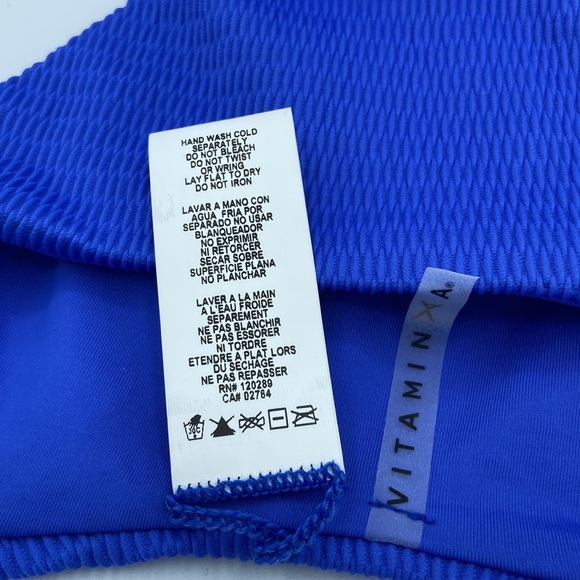 HAND WASH COLD
SEPARATELY
DO NOT BLEACH
DO NOT TWIST
OR WRING
LAY FLAT TO DRY
DO NOT IRON
LAVAR A MANO CON
AGUA FRIA POR
SEPARADO NO USAR
BLANQUEADOR
NO EXPRIMIR
NI RETORCER
SECAR SOBRE
SUPERFICIE PLANA
NO PLANCHAR
LAVER A LA MAIN
A L'EAU FROIDE
SEPAREMENT
NE PAS BLANCHIR
NE PAS ESSORER
NI TORDRE
ETENDRE A PLAT LORS
DU SÉCHAGE
NE PAS REPASSER
RN# 120289
CA# 02764
VITAMIN A®